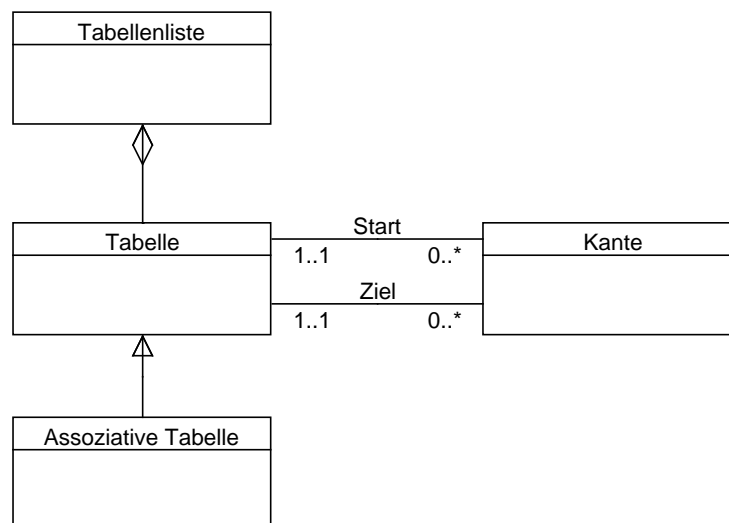 Tabellenliste
Tabelle
Start
Kante
1..1
0..*
Ziel
1..1
0..*
Assoziative Tabelle